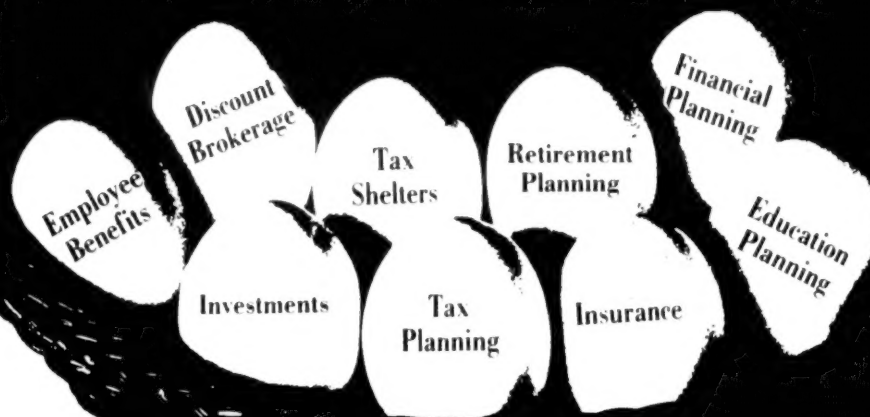 Employee
Benefits
Discount
Brokerage
Tax
Shelters
Retirement
Planning
Financial
Planning
Education
Planning
Investments
Tax
Planning
Insurance